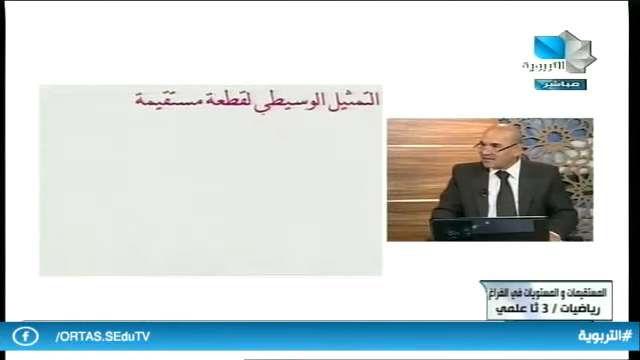 التربوية
مباشر
التمثيل الوسيطي لقطعة مستقيمة
المستقيمات و المستويات في الفراغ
رياضيات / 3 ثا علمي
/ORTAS.SEduTV
#التربوية